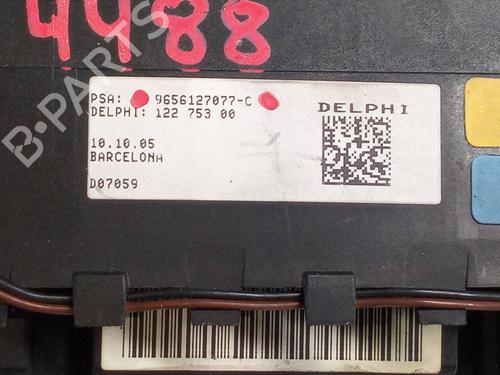 4488
PSA: 9656127077-C
DELPHI: 122 753 00
DELPHI
10.10.05
BARCELONA
D07059
B-PARTS